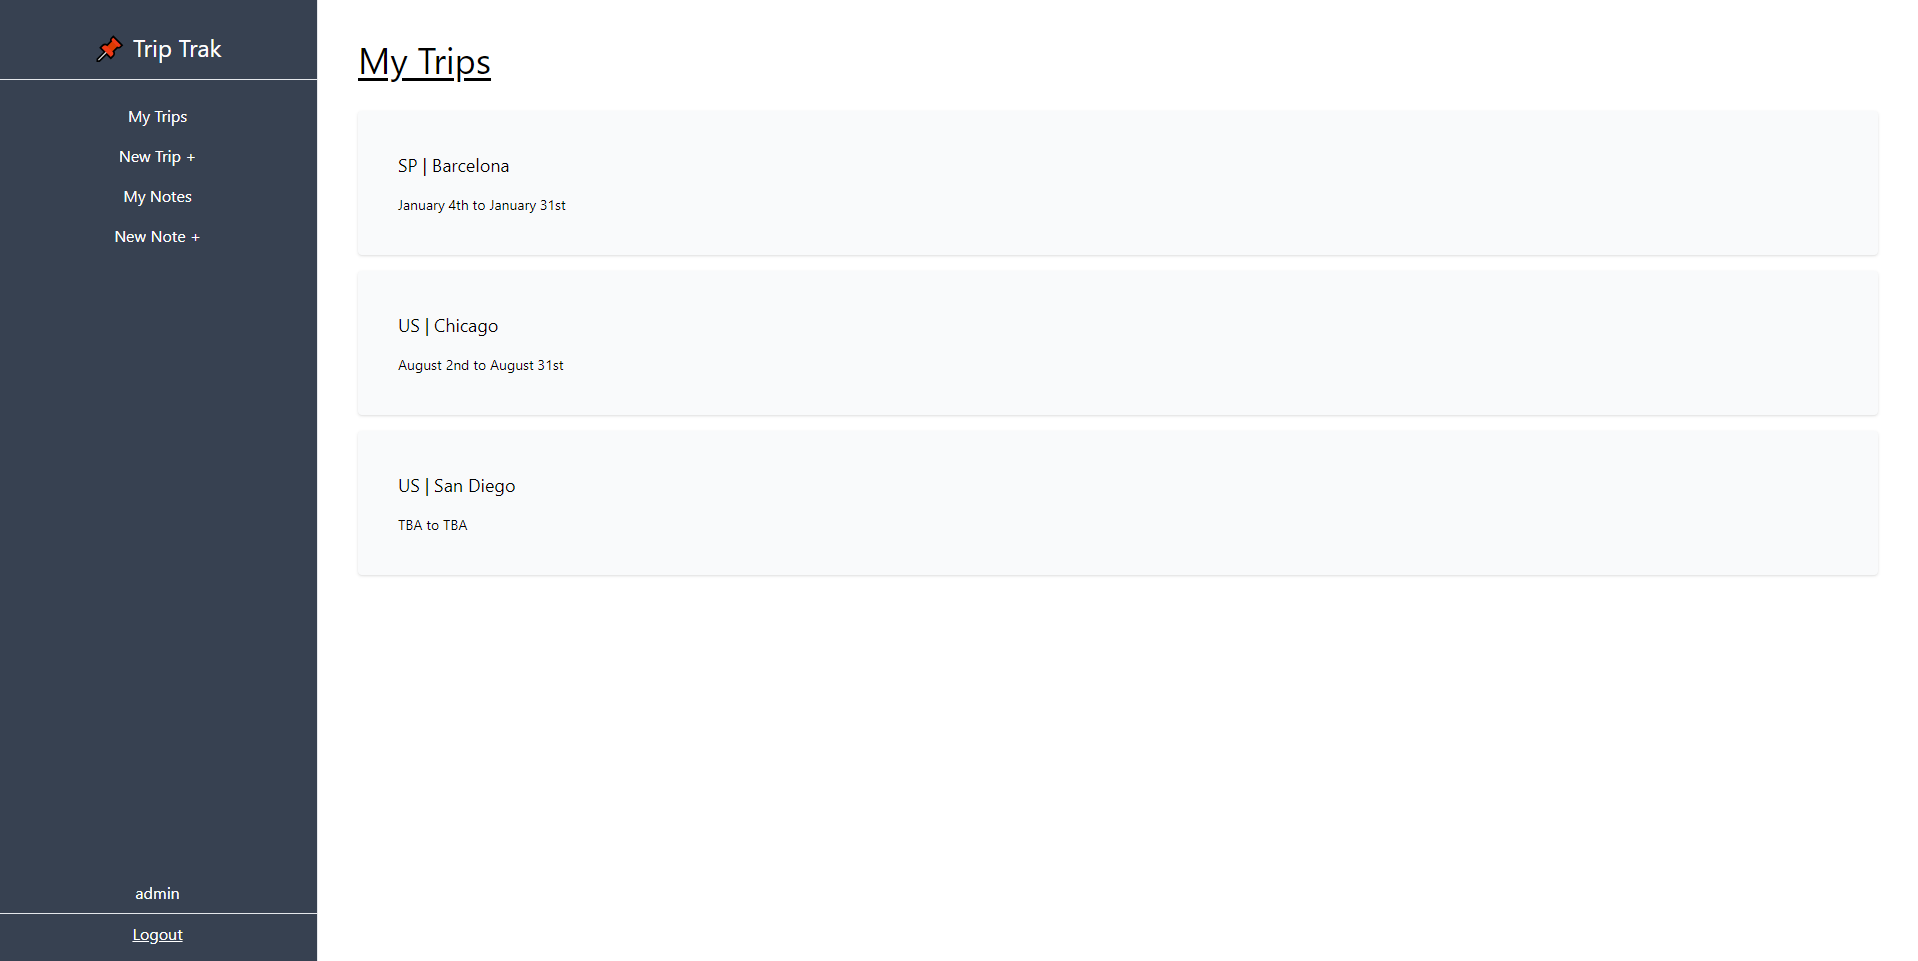 Trip Trak
My Trips
New Trip +
My Notes
New Note +
admin
Logout
My Trips
SP | Barcelona
January 4th to January 31st
US | Chicago
August 2nd to August 31st
US | San Diego
TBA to TBA